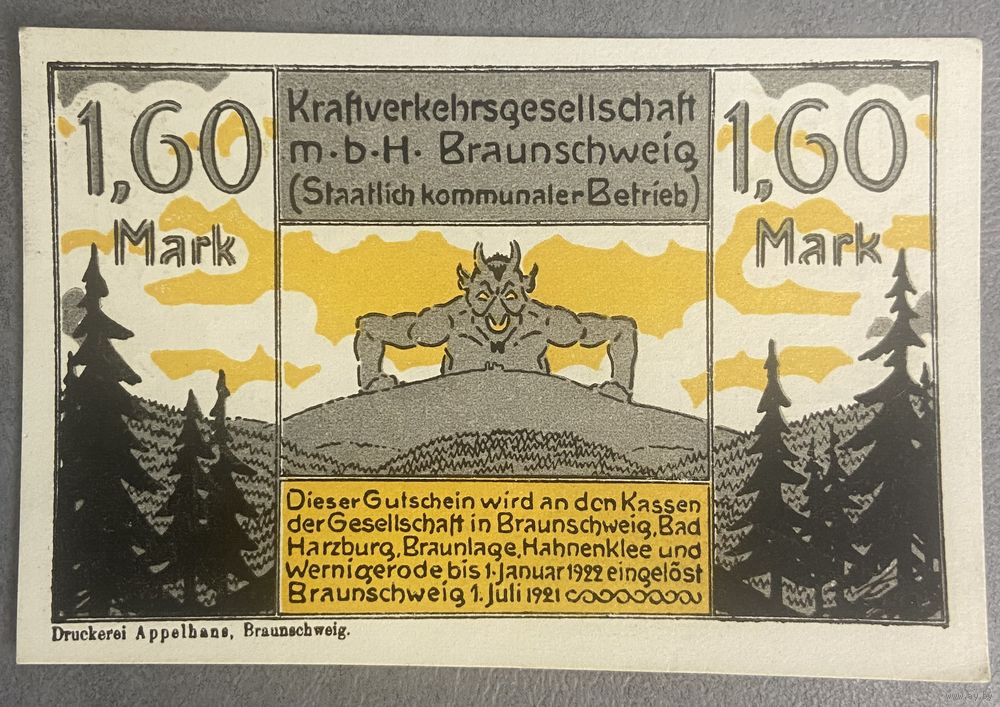 1,60
Mark
Kraftverkehrsgesellschaft
m·b·H· Braunschweig
(Staatlich kommunaler Betrieb)
1,60
Mark
Dieser Gutschein wird an den Kassen
der Gesellschaft in Braunschweig, Bad
Harzburg, Braunlage, Hahnenklee und
Wernigerode bis 1. Januar 1922 eingelöst
Braunschweig 1. Juli 1921
Druckerei Appelhans, Braunschweig.